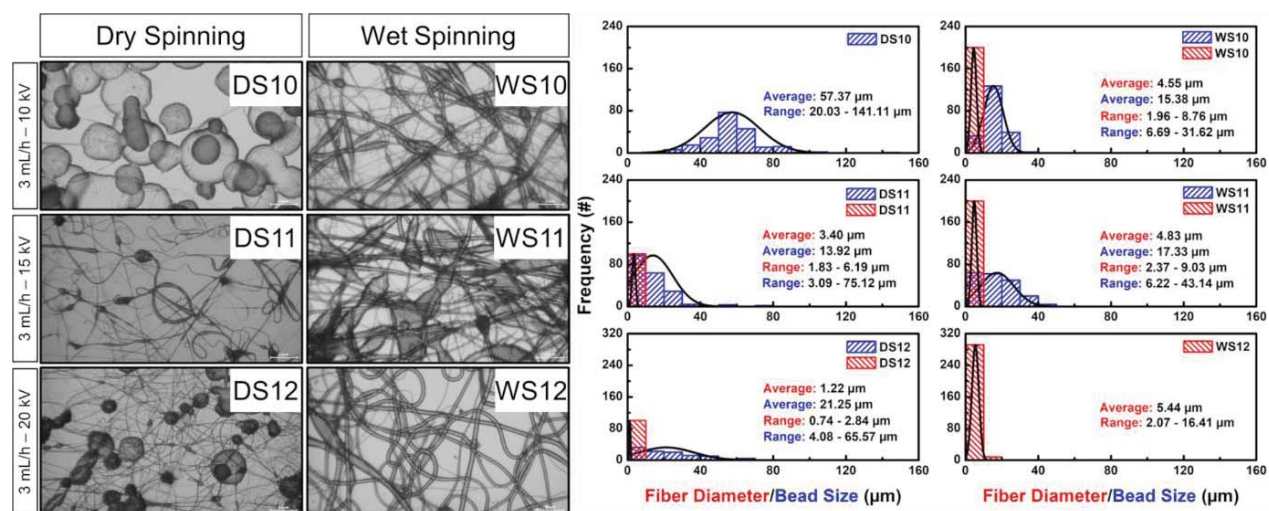 Dry Spinning
Wet Spinning
3 mL/h – 10 kV
DS10
WS10
3 mL/h – 15 kV
DS11
WS11
3 mL/h – 20 kV
DS12
WS12
Frequency (#)
240
160
80
0
DS10
Average: 57.37 µm
Range: 20.03 - 141.11 µm
0 40 80 120 160
240
160
80
0
WS10
WS10
Average: 4.55 µm
Average: 15.38 µm
Range: 1.96 - 8.76 µm
Range: 6.69 - 31.62 µm
0 40 80 120 160
240
160
80
0
DS11
DS11
Average: 3.40 µm
Average: 13.92 µm
Range: 1.83 - 6.19 µm
Range: 3.09 - 75.12 µm
0 40 80 120 160
240
160
80
0
WS11
WS11
Average: 4.83 µm
Average: 17.33 µm
Range: 2.37 - 9.03 µm
Range: 6.22 - 43.14 µm
0 40 80 120 160
320
240
160
80
0
DS12
DS12
Average: 1.22 µm
Average: 21.25 µm
Range: 0.74 - 2.84 µm
Range: 4.08 - 65.57 µm
0 40 80 120 160
Fiber Diameter/Bead Size (µm)
320
240
160
80
0
WS12
Average: 5.44 µm
Range: 2.07 - 16.41 µm
0 40 80 120 160
Fiber Diameter/Bead Size (µm)